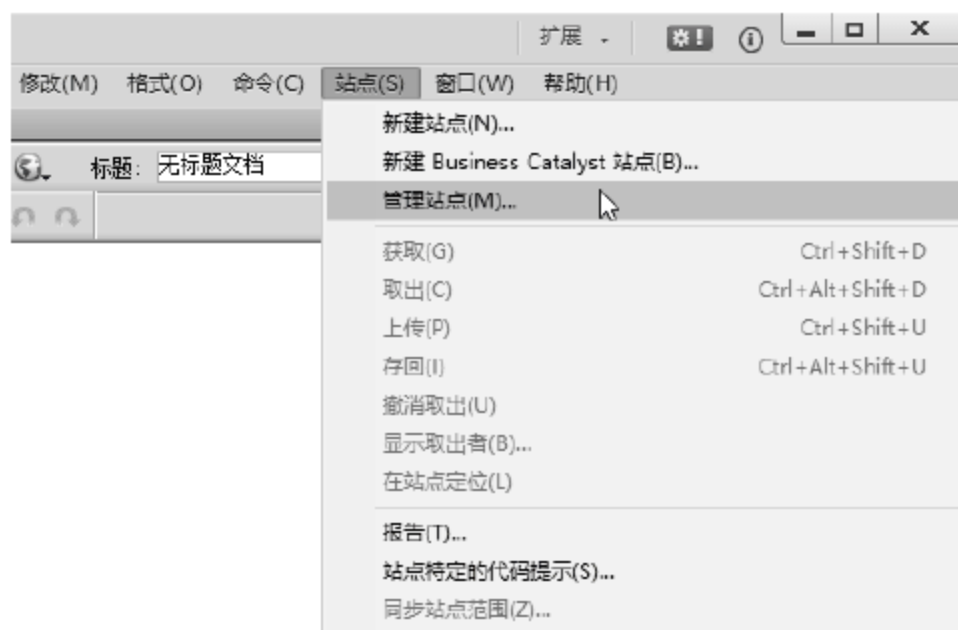 扩展
修改(M) 格式(O) 命令(C) 站点(S) 窗口(W) 帮助(H)
新建站点(N)...
标题: 无标题文档
新建 Business Catalyst 站点(B)...
管理站点(M)...
获取(G) Ctrl+Shift+D
取出(C) Ctrl+Alt+Shift+D
上传(P) Ctrl+Shift+U
存回(I) Ctrl+Alt+Shift+U
撤消取出(U)
显示取出者(B)...
在站点定位(L)
报告(T)...
站点特定的代码提示(S)...
同步站点范围(Z)...